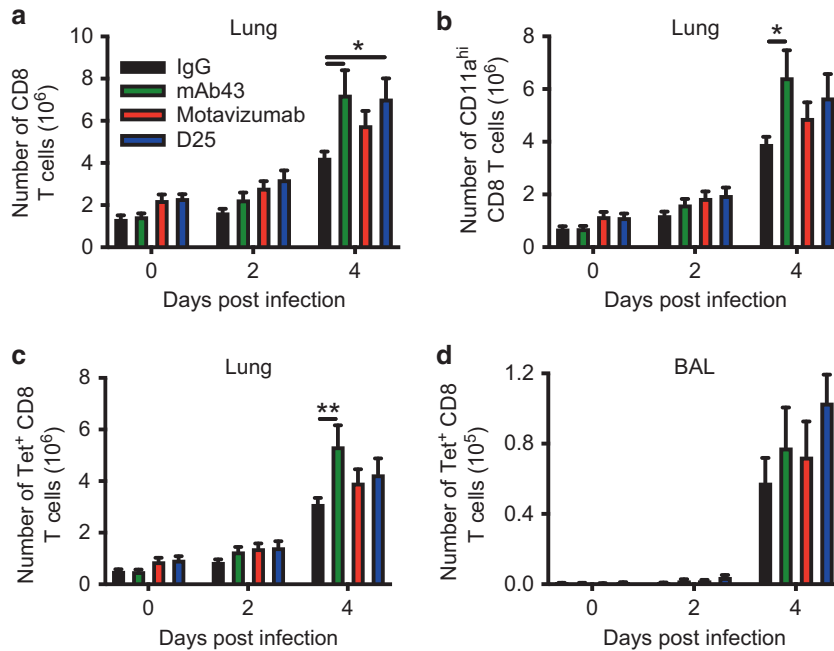 a
Lung
Number of CD8
T cells (10⁶)
10
8
6
4
2
0
IgG
mAb43
Motavizumab
D25
*
0 2 4
Days post infection
b
Lung
Number of CD11a^hi
CD8 T cells (10⁶)
8
6
4
2
0
*
0 2 4
Days post infection
c
Lung
Number of Tet⁺ CD8
T cells (10⁶)
8
6
4
2
0
**
0 2 4
Days post infection
d
BAL
Number of Tet⁺ CD8
T cells (10⁵)
1.2
0.8
0.4
0.0
0 2 4
Days post infection